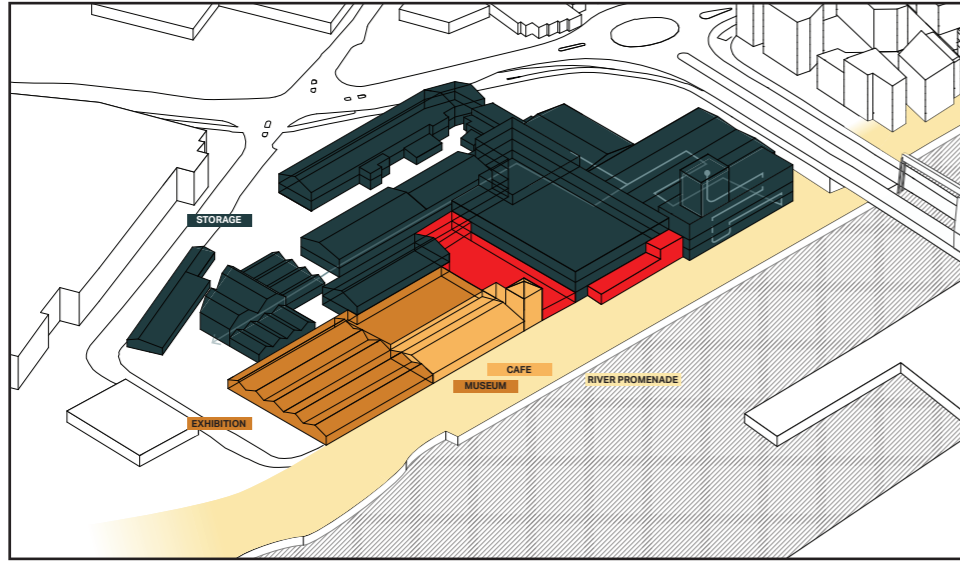 STORAGE
CAFE
RIVER PROMENADE
MUSEUM
EXHIBITION